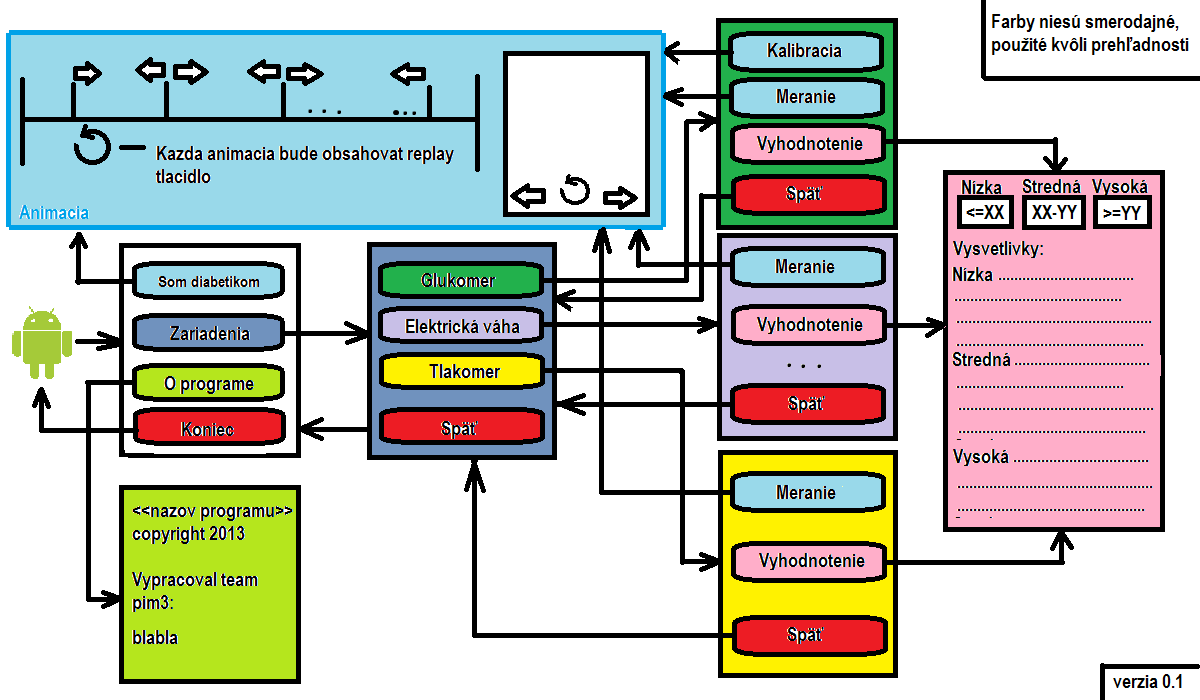 Farby niesú smerodajné,
použité kvôli prehľadnosti
. . .
...
Kazda animacia bude obsahovat replay
tlacidlo
Animacia
Som diabetikom
Zariadenia
O programe
Koniec
<<nazov programu>>
copyright 2013
Vypracoval team
pim3:
blabla
Glukomer
Elektrická váha
Tlakomer
Späť
Kalibracia
Meranie
Vyhodnotenie
Späť
Meranie
Vyhodnotenie
. . .
Späť
Meranie
Vyhodnotenie
Späť
Nízka Stredná Vysoká
<=XX XX-YY >=YY
Vysvetlivky:
Nízka ..............................
..............................
..............................
..............................
Stredná ..............................
..............................
..............................
..............................
Vysoká ..............................
..............................
..............................
verzia 0.1